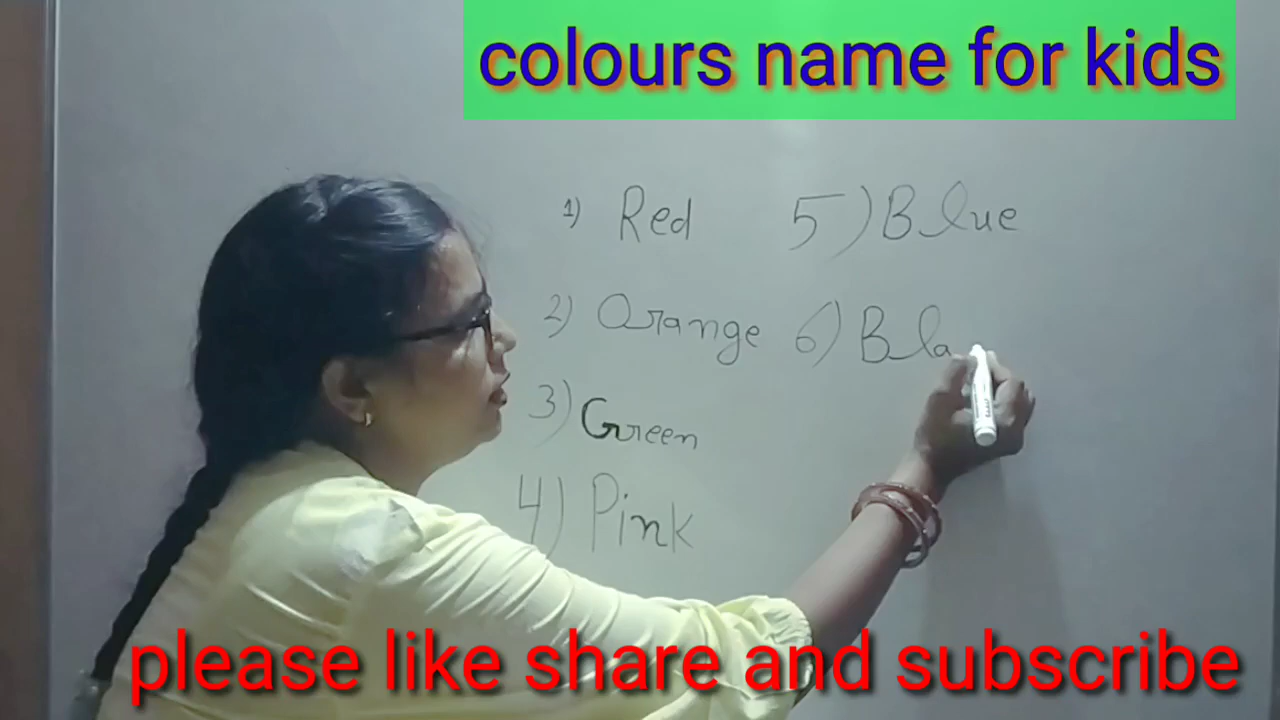 colours name for kids
1) Red
2) Orange
3) Green
4) Pink
5) Blue
6) Bla
please like share and subscribe